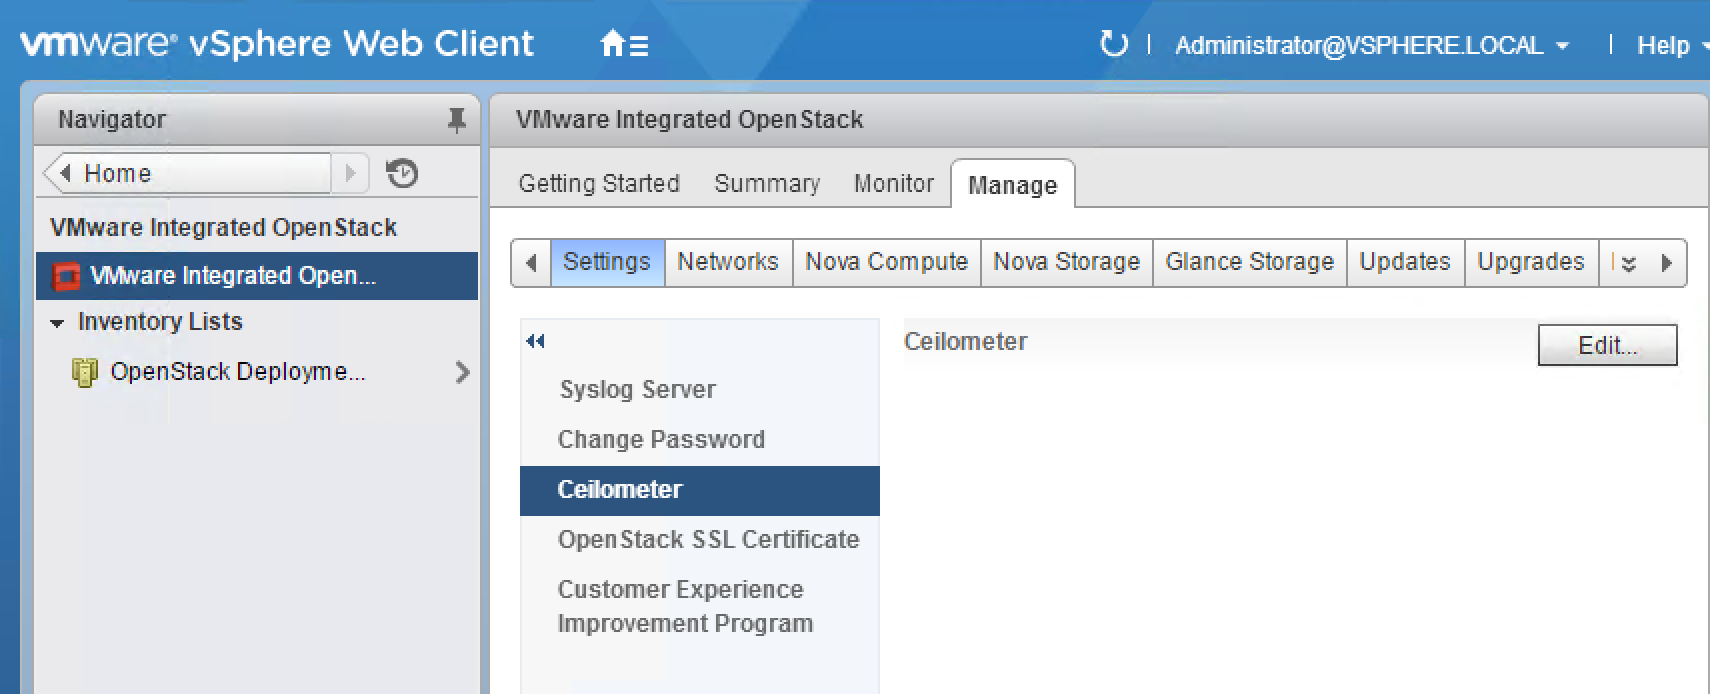 vmware® vSphere Web Client
Administrator@VSPHERE.LOCAL
Help
Navigator
Home
VMware Integrated OpenStack
VMware Integrated Open...
Inventory Lists
OpenStack Deployme...
VMware Integrated OpenStack
Getting Started Summary Monitor Manage
Settings Networks Nova Compute Nova Storage Glance Storage Updates Upgrades
Syslog Server
Change Password
Ceilometer
OpenStack SSL Certificate
Customer Experience
Improvement Program
Ceilometer
Edit...